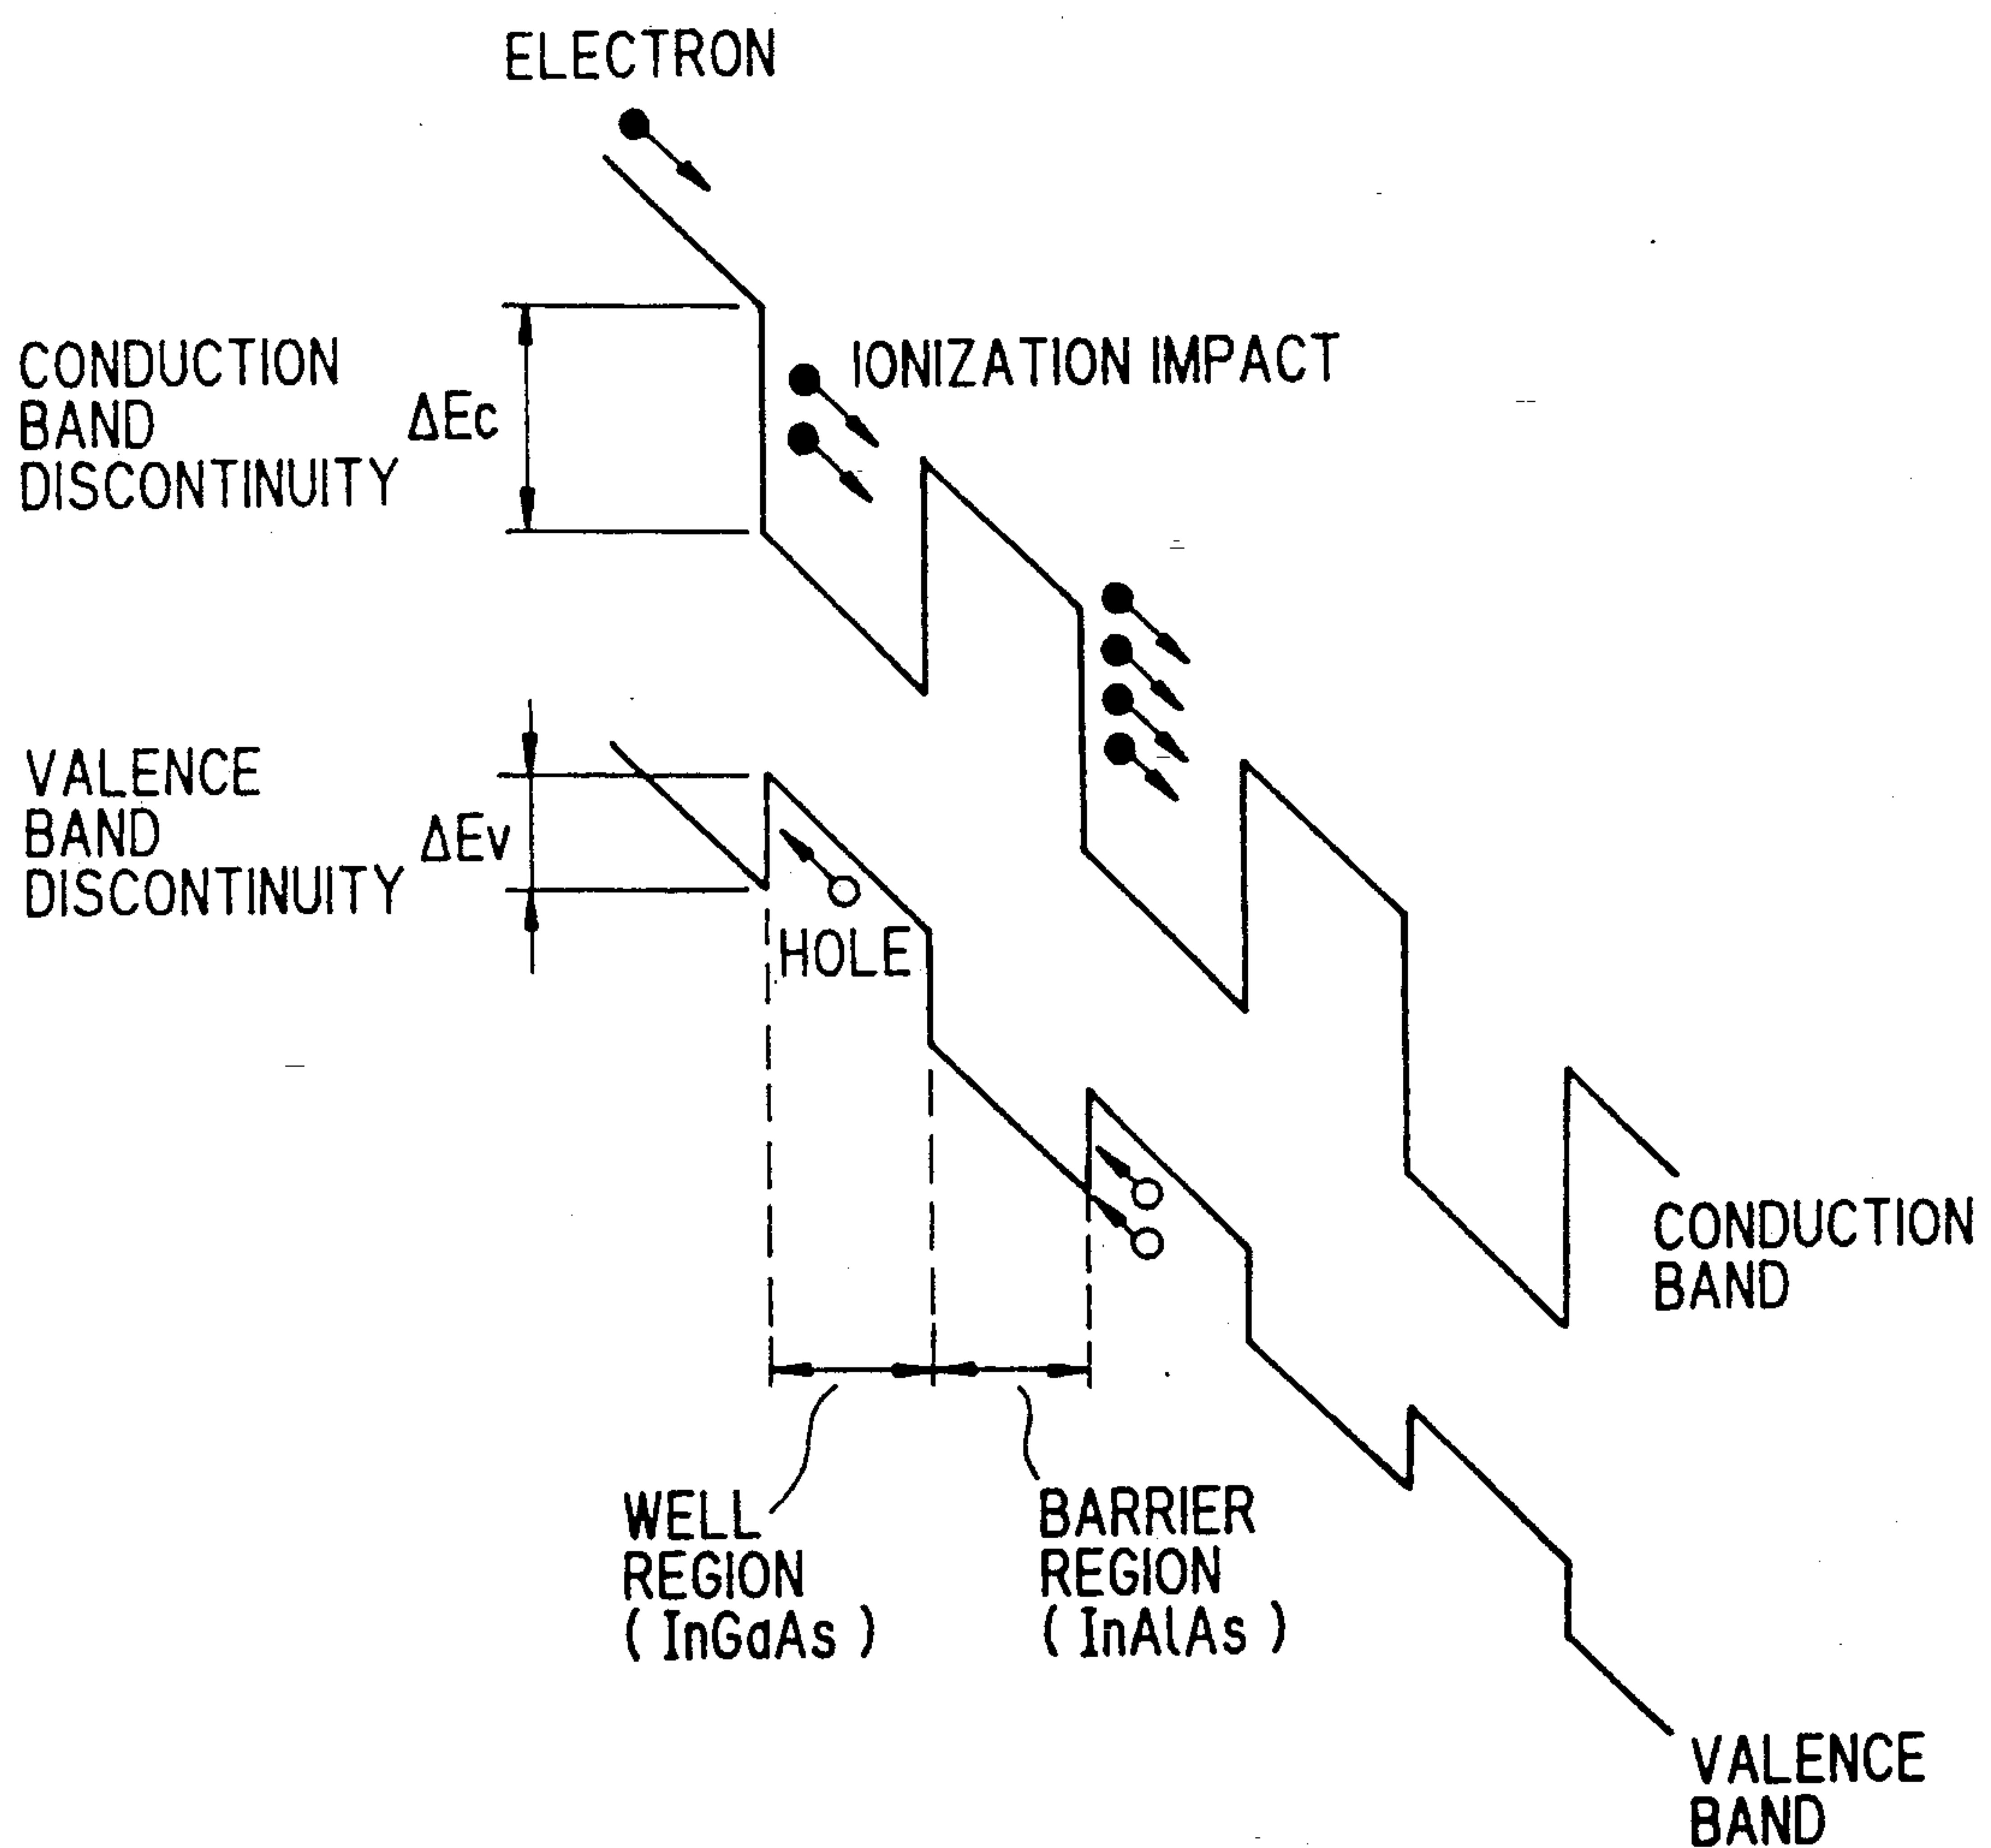 ELECTRON
IONIZATION IMPACT
CONDUCTION
BAND
DISCONTINUITY
ΔEc
VALENCE
BAND
DISCONTINUITY
ΔEv
HOLE
CONDUCTION
BAND
WELL
REGION
(InGaAs)
BARRIER
REGION
(InAlAs)
VALENCE
BAND